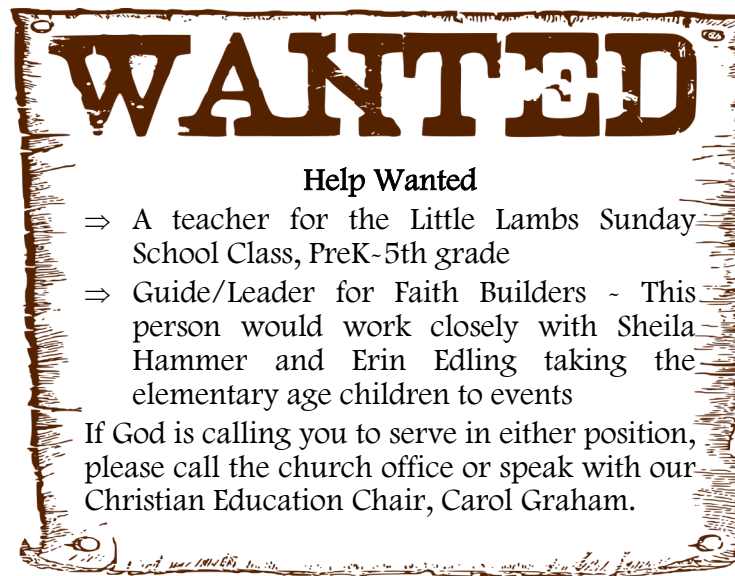 WANTED
Help Wanted
⇒ A teacher for the Little Lambs Sunday
School Class, PreK-5th grade
⇒ Guide/Leader for Faith Builders - This
person would work closely with Sheila
Hammer and Erin Edling taking the
elementary age children to events
If God is calling you to serve in either position,
please call the church office or speak with our
Christian Education Chair, Carol Graham.